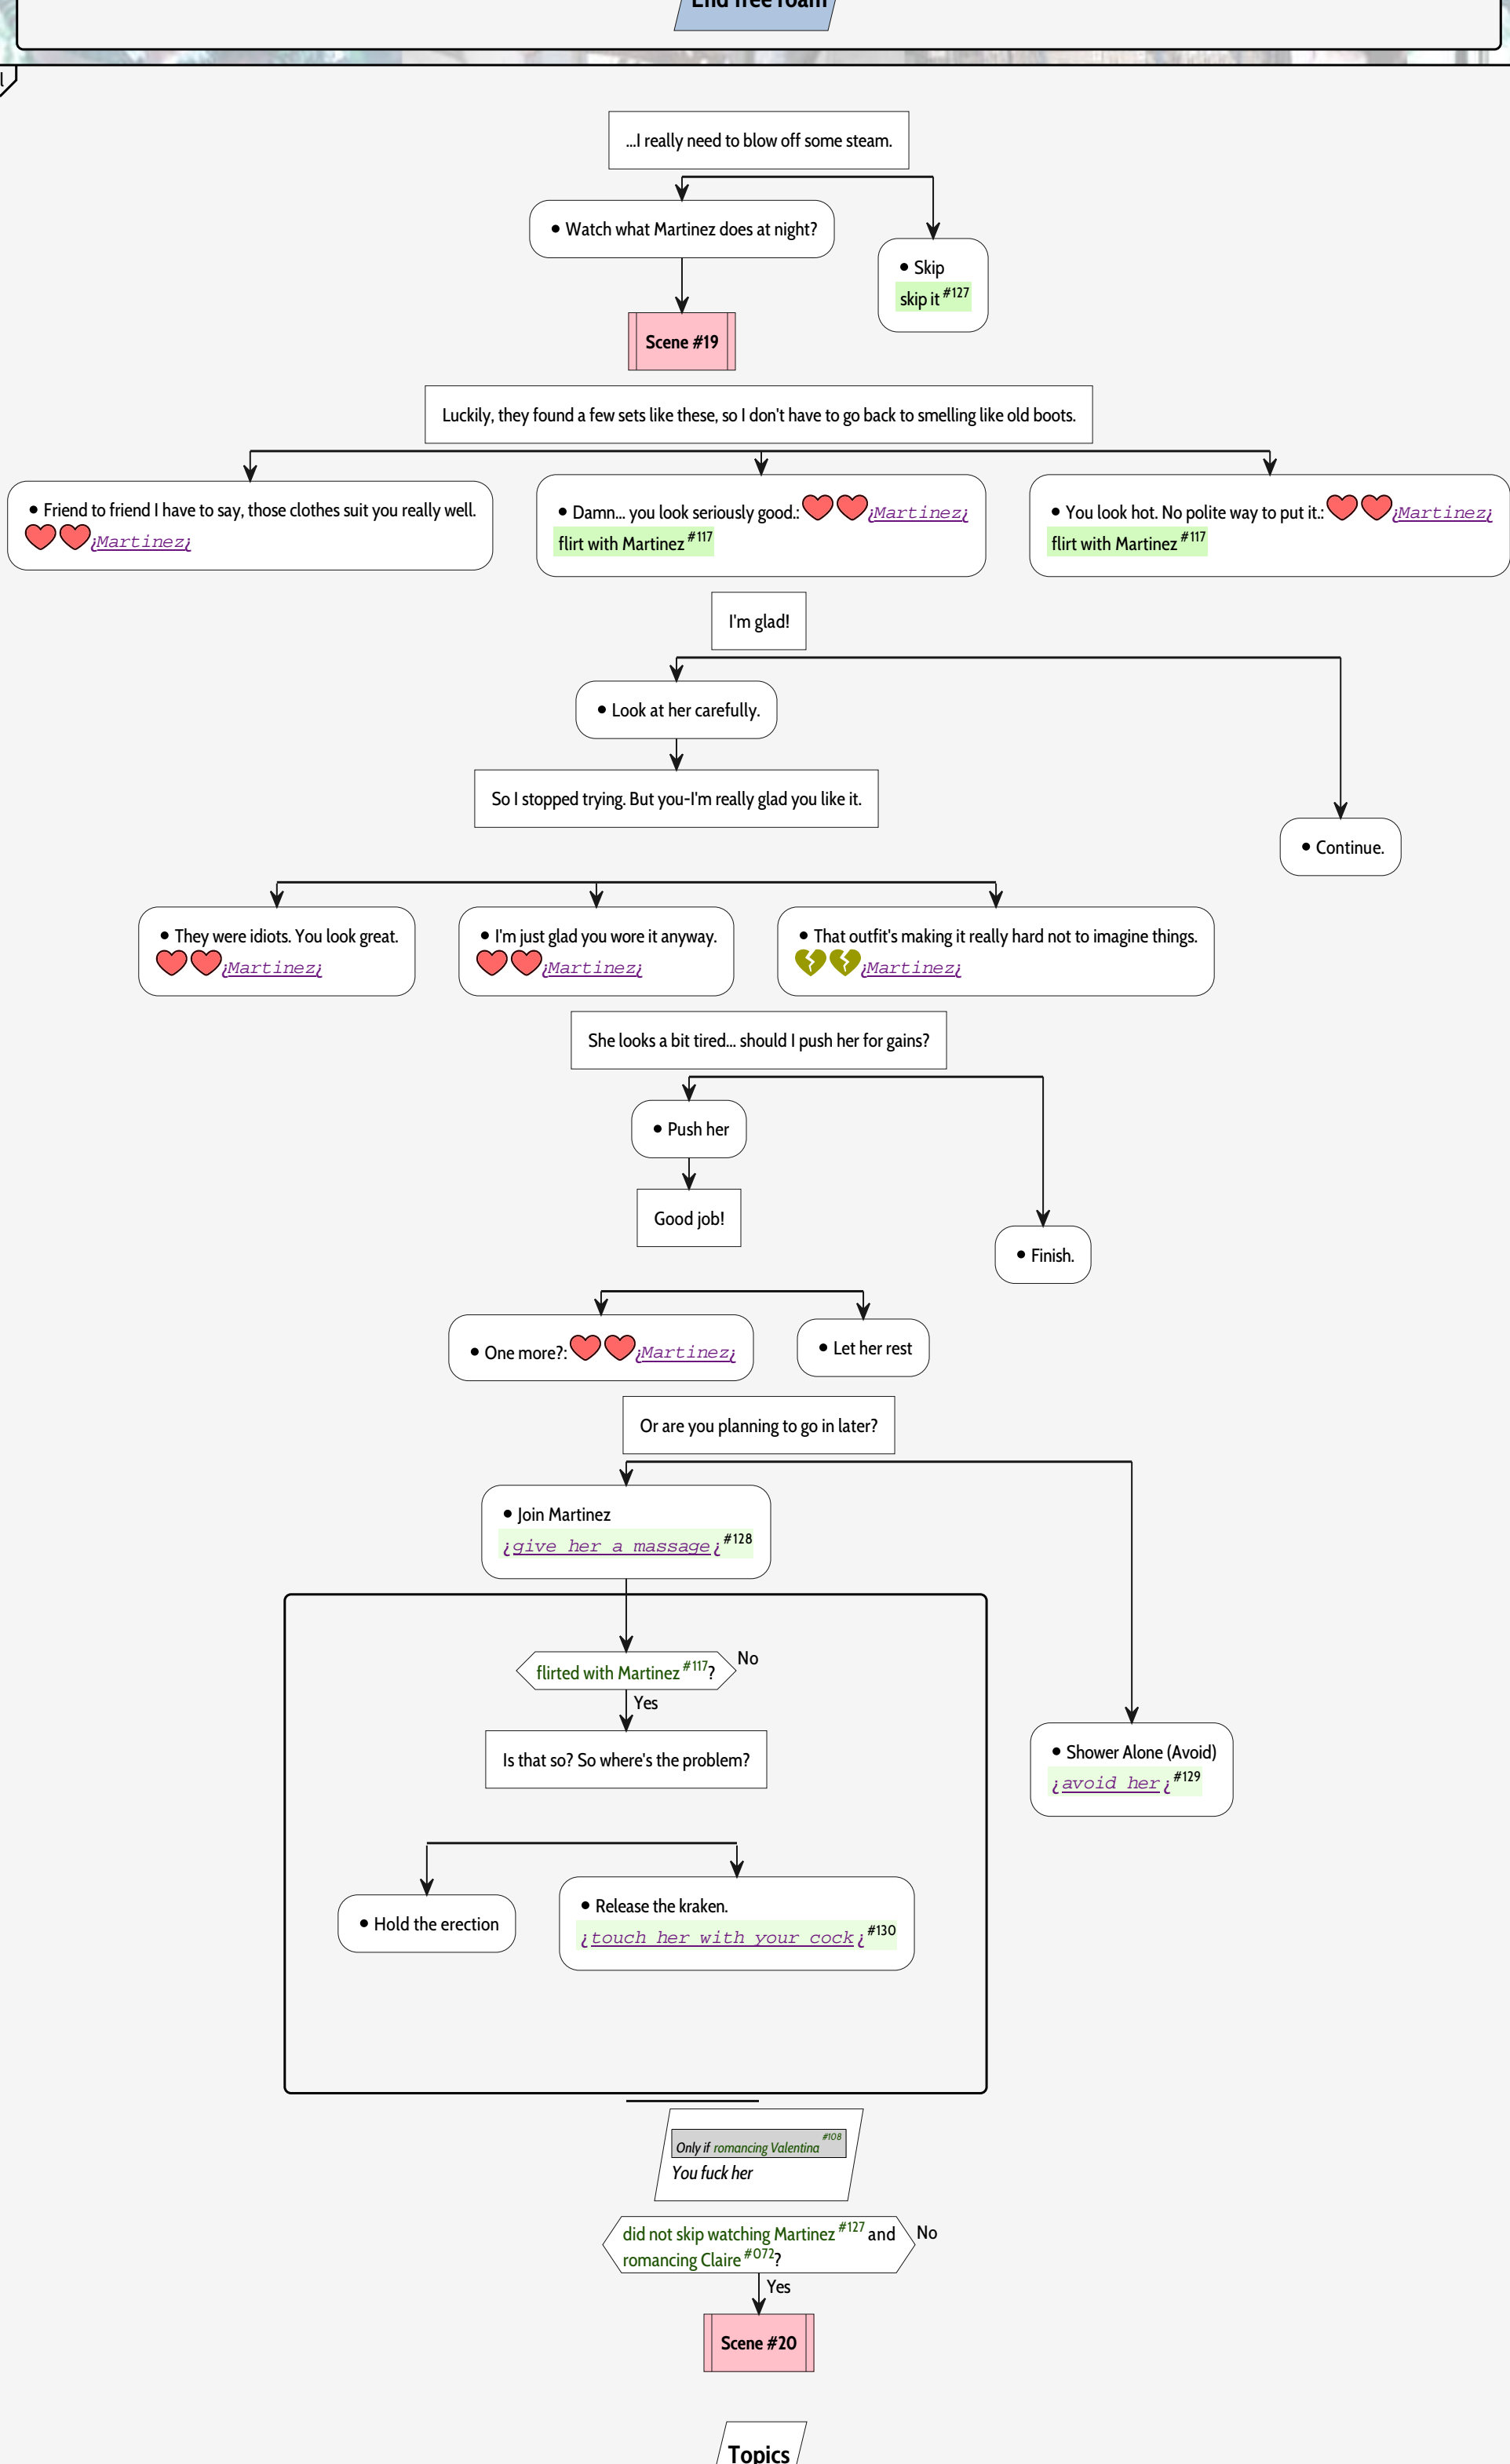 End free roam
l
...I really need to blow off some steam.
• Watch what Martinez does at night?
• Skip
skip it #127
Scene #19
Luckily, they found a few sets like these, so I don't have to go back to smelling like old boots.
• Friend to friend I have to say, those clothes suit you really well.
¿Martinez¿
• Damn... you look seriously good.: ¿Martinez¿
flirt with Martinez #117
• You look hot. No polite way to put it.: ¿Martinez¿
flirt with Martinez #117
I'm glad!
• Look at her carefully.
So I stopped trying. But you-I'm really glad you like it.
• Continue.
• They were idiots. You look great.
¿Martinez¿
• I'm just glad you wore it anyway.
¿Martinez¿
• That outfit's making it really hard not to imagine things.
¿Martinez¿
She looks a bit tired... should I push her for gains?
• Push her
Good job!
• Finish.
• One more?: ¿Martinez¿
• Let her rest
Or are you planning to go in later?
• Join Martinez
¿give her a massage¿ #128
flirted with Martinez #117?
No
Yes
Is that so? So where's the problem?
• Shower Alone (Avoid)
¿avoid her¿ #129
• Hold the erection
• Release the kraken.
¿touch her with your cock¿ #130
Only if romancing Valentina #108
You fuck her
did not skip watching Martinez #127 and
romancing Claire #072?
No
Yes
Scene #20
Topics